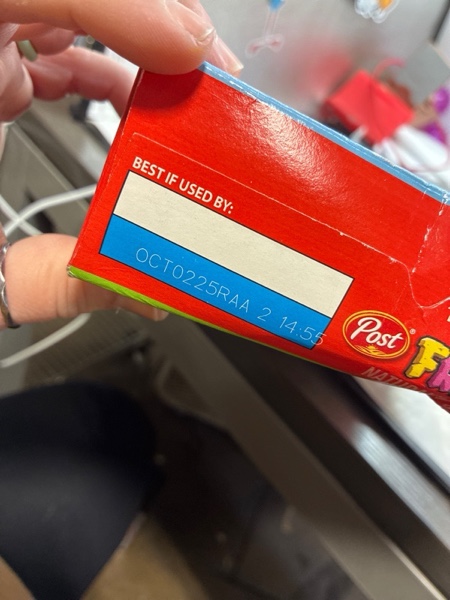 BEST IF USED BY:
OCT0225RAA 2 14:55
Post®